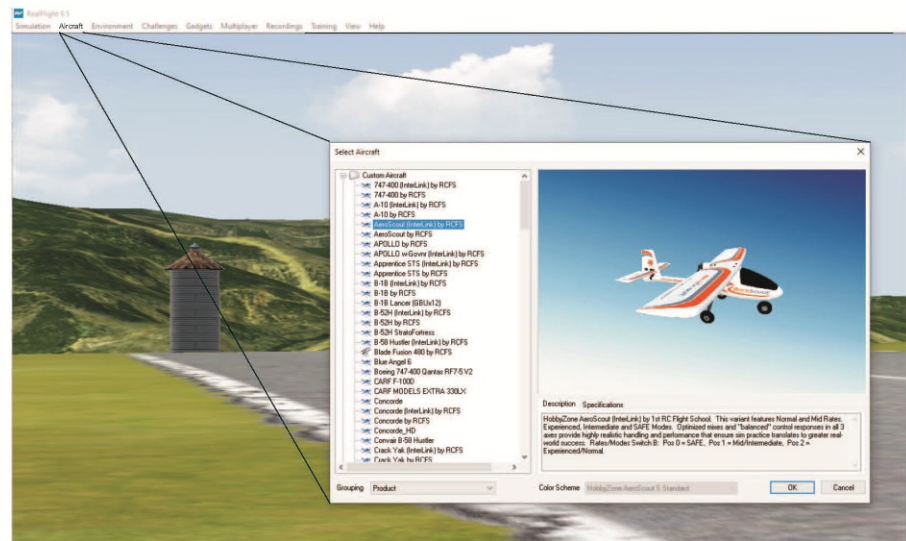 RealFlight 9.5
Simulation Aircraft Environment Challenges Gadgets Multiplayer Recordings Training View Help
Select Aircraft
Custom Aircraft
747-400 (InterLink) by RCFS
747-400 by RCFS
A-10 (InterLink) by RCFS
A-10 by RCFS
AeroScout (InterLink) by RCFS
AeroScout by RCFS
APOLLO by RCFS
APOLLO w-Govnr (InterLink) by RCFS
Apprentice STS (InterLink) by RCFS
Apprentice STS by RCFS
B-1B (InterLink) by RCFS
B-1B by RCFS
B-1B Lancer (GBUx12)
B-52H (InterLink) by RCFS
B-52H by RCFS
B-52H StratoFortress
B-58 Hustler (InterLink) by RCFS
Blade Fusion 480 by RCFS
Blue Angel 6
Boeing 747-400 Qantas RF7-5 V2
CARF F-100D
CARF MODELS EXTRA 330LX
Concorde
Concorde (InterLink) by RCFS
Concorde by RCFS
Concorde_HD
Convair B-58 Hustler
Crack Yak (InterLink) by RCFS
Crack Yak by RCFS
Grouping Product
AeroScout
Description Specifications
HobbyZone AeroScout (InterLink) by 1st RC Flight School. This variant features Normal and Mid Rates,
Experienced, Intermediate and SAFE Modes. Optimized mixes and "balanced" control responses in all 3
axes provide highly realistic handling and performance that ensure sim practice translates to greater real-
world success. Rates/Modes Switch B: Pos 0 = SAFE, Pos 1 = Mid/Intermediate, Pos 2 =
Experienced/Normal.
Color Scheme HobbyZone AeroScout S Standard
OK Cancel